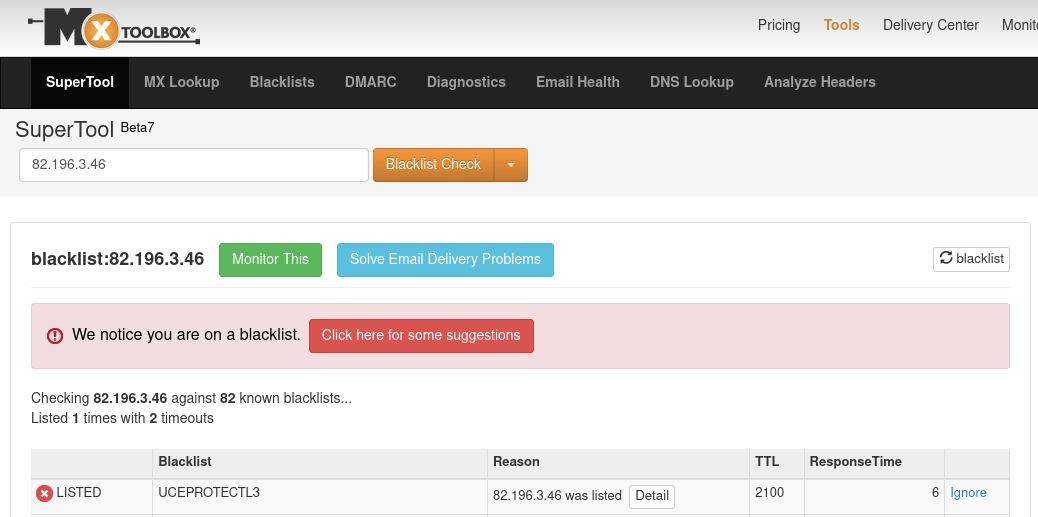 MX TOOLBOX®
Pricing Tools Delivery Center Monito
SuperTool MX Lookup Blacklists DMARC Diagnostics Email Health DNS Lookup Analyze Headers
SuperTool Beta7
82.196.3.46 Blacklist Check
blacklist:82.196.3.46 Monitor This Solve Email Delivery Problems blacklist
We notice you are on a blacklist. Click here for some suggestions
Checking 82.196.3.46 against 82 known blacklists...
Listed 1 times with 2 timeouts
Blacklist Reason TTL ResponseTime
LISTED UCEPROTECTL3 82.196.3.46 was listed Detail 2100 6 Ignore